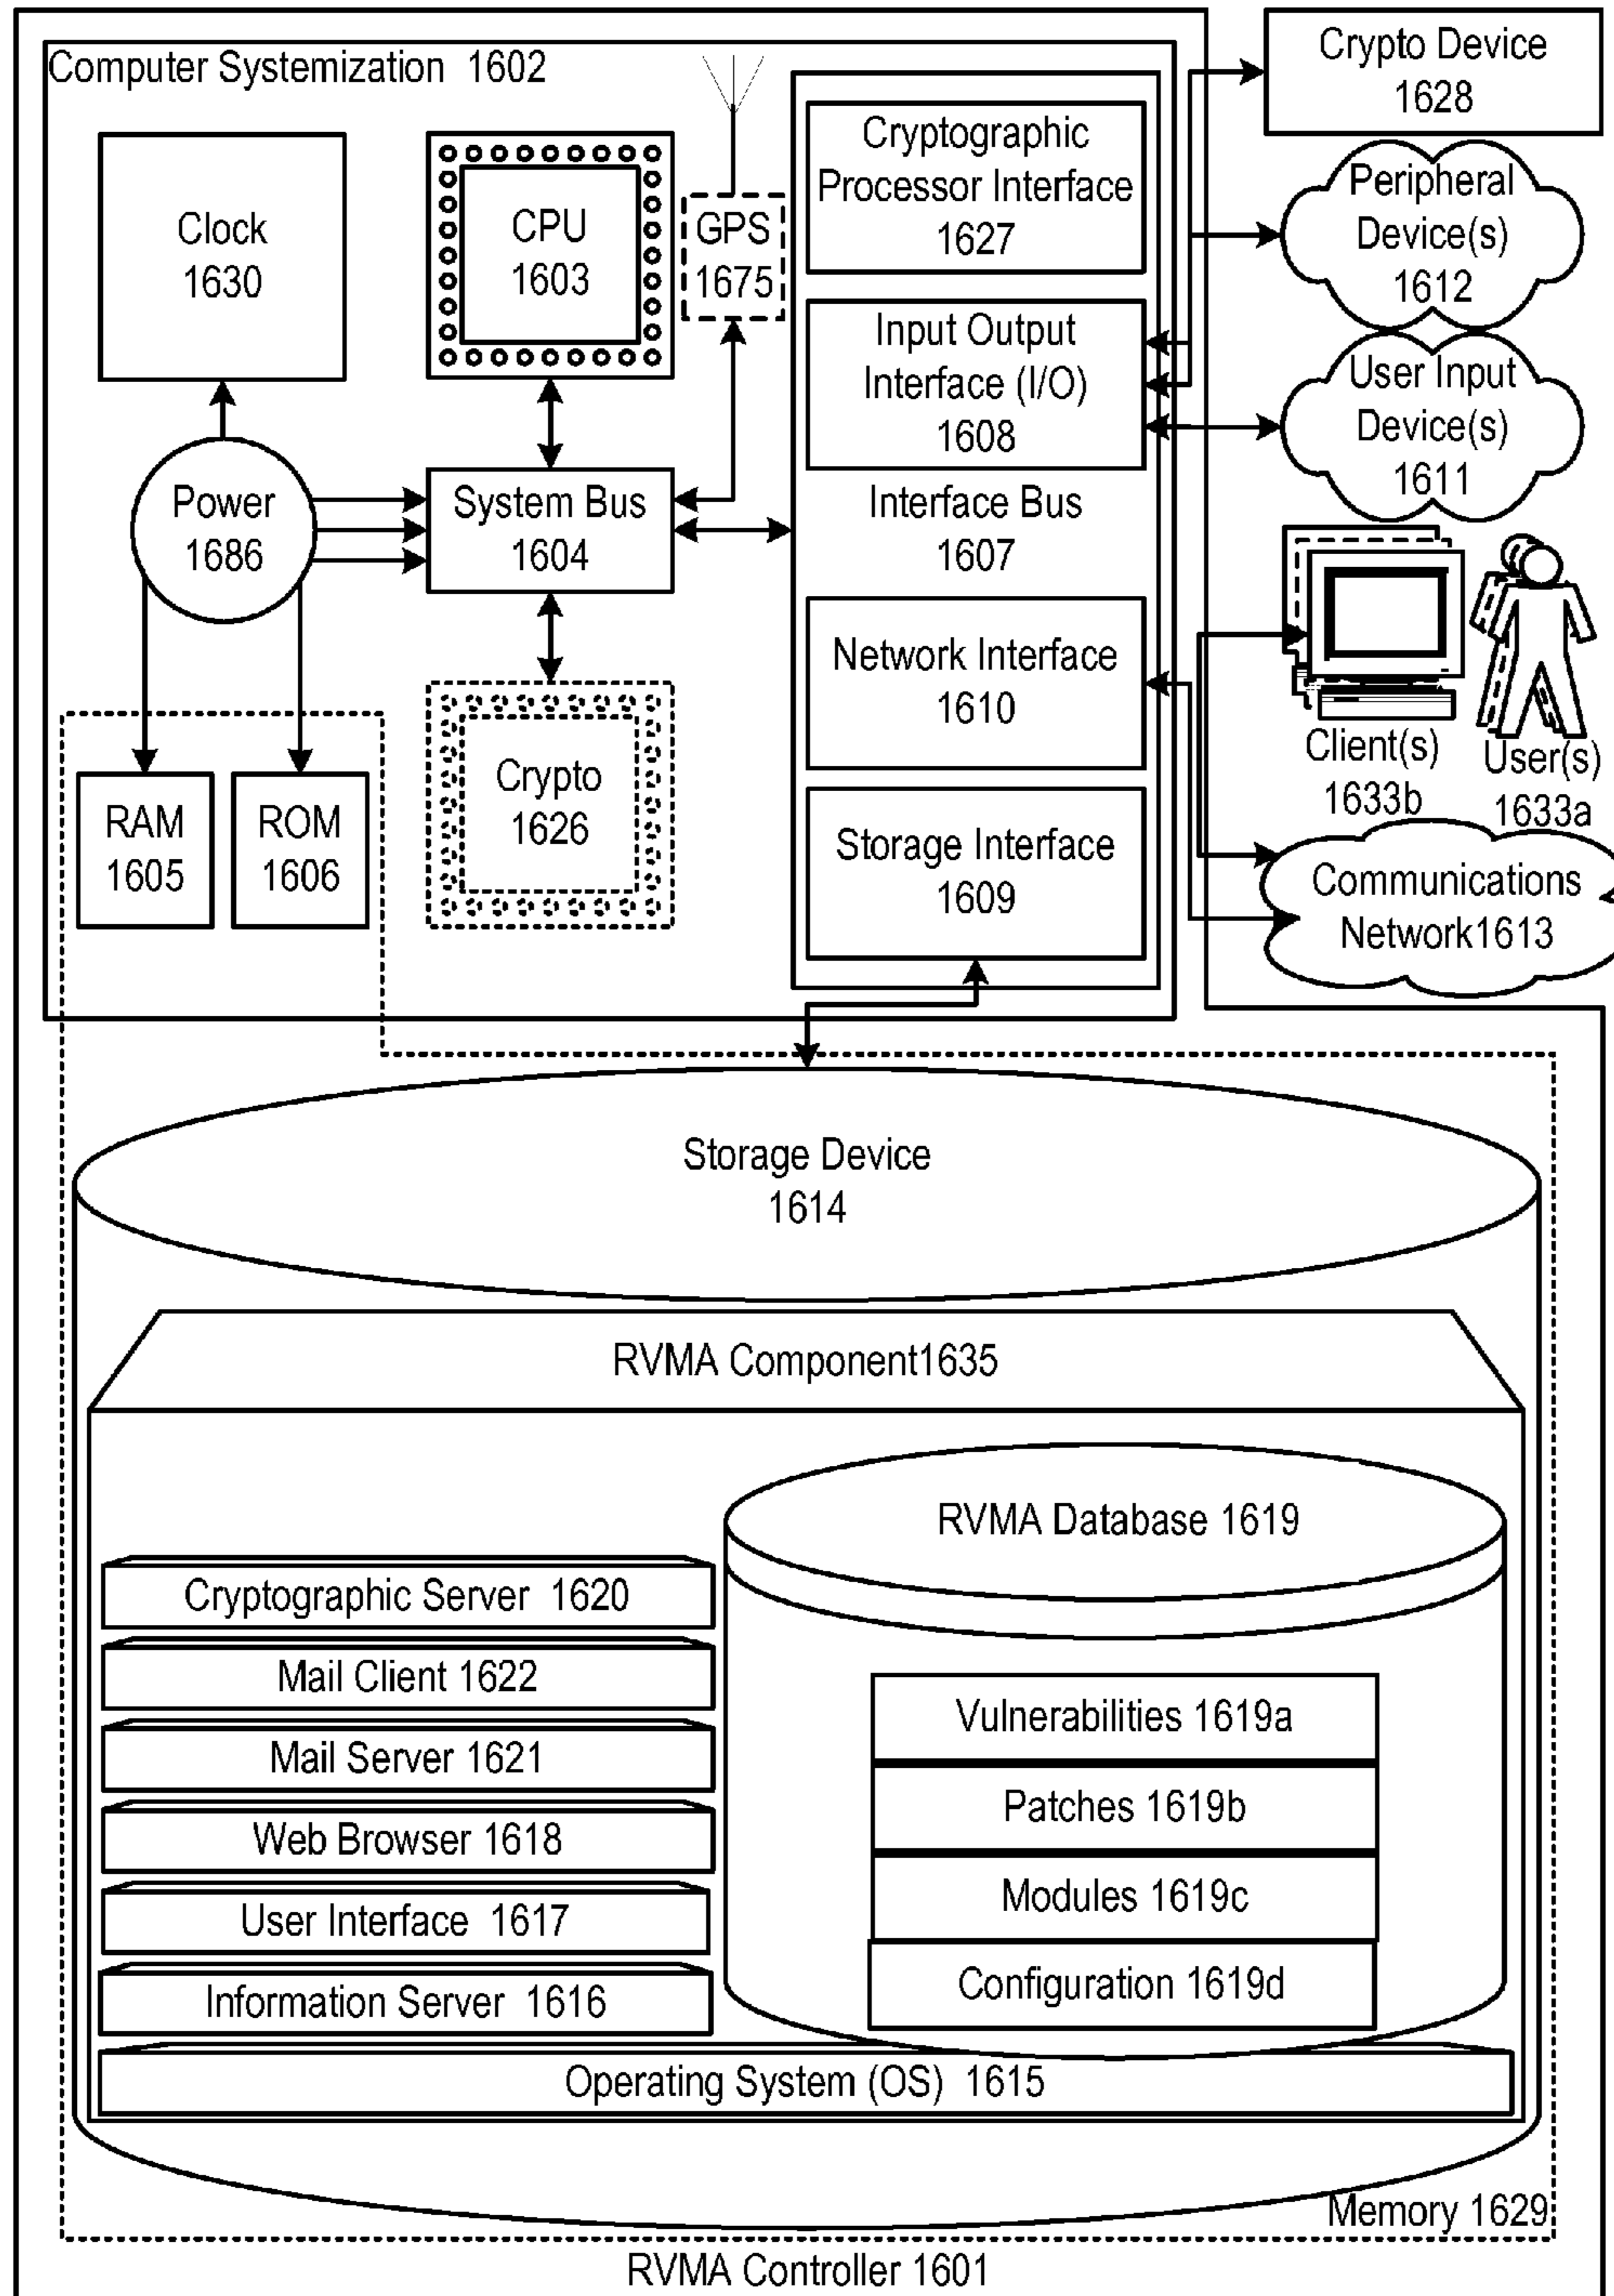 Computer Systemization 1602
Crypto Device
1628
Clock
1630
CPU
1603
GPS
1675
Cryptographic
Processor Interface
1627
Peripheral
Device(s)
1612
Input Output
Interface (I/O)
1608
User Input
Device(s)
1611
Power
1686
System Bus
1604
Interface Bus
1607
Network Interface
1610
Client(s)
1633b
User(s)
1633a
RAM
1605
ROM
1606
Crypto
1626
Storage Interface
1609
Communications
Network1613
Storage Device
1614
RVMA Component1635
RVMA Database 1619
Cryptographic Server 1620
Mail Client 1622
Mail Server 1621
Web Browser 1618
User Interface 1617
Information Server 1616
Vulnerabilities 1619a
Patches 1619b
Modules 1619c
Configuration 1619d
Operating System (OS) 1615
Memory 1629
RVMA Controller 1601